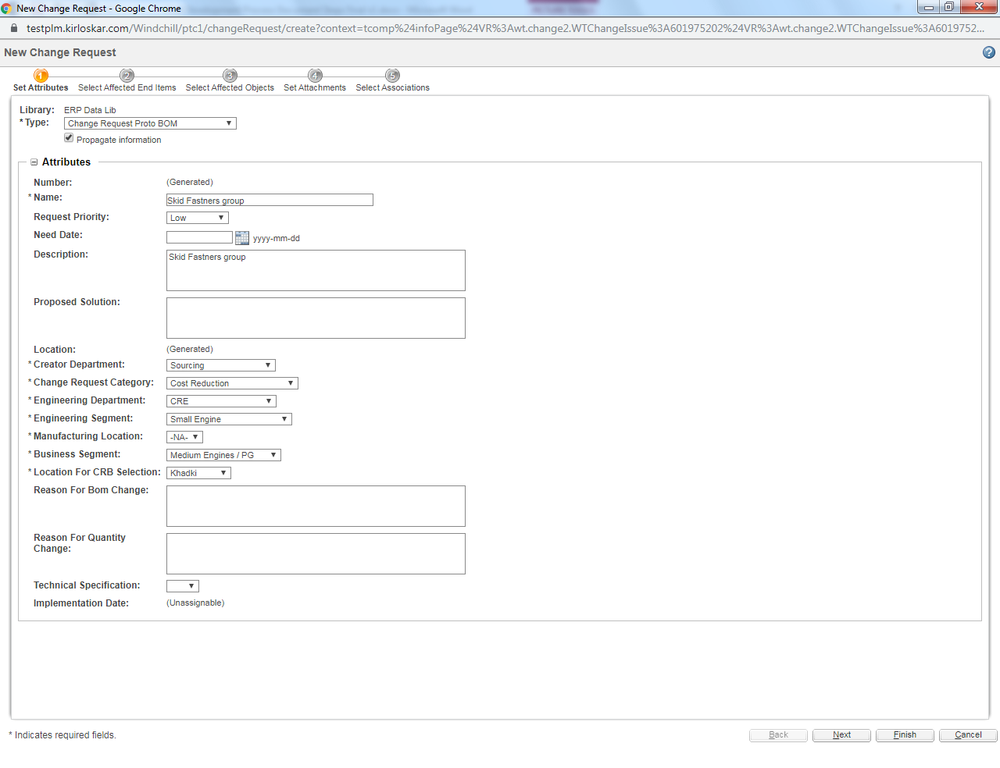 New Change Request - Google Chrome
testplm.kirloskar.com/Windchill/ptc1/changeRequest/create?context=tcomp%24infoPage%24VR%3Awt.change2.WTChangeIssue%3A601975202%24VR%3Awt.change2.WTChangeIssue%3A6019752...
New Change Request ?
1 2 3 4 5
Set Attributes Select Affected End Items Select Affected Objects Set Attachments Select Associations
Library: ERP Data Lib
* Type: Change Request Proto BOM
Propagate information
Attributes
Number: (Generated)
* Name: Skid Fastners group
Request Priority: Low
Need Date: yyyy-mm-dd
Description: Skid Fastners group
Proposed Solution:
Location: (Generated)
* Creator Department: Sourcing
* Change Request Category: Cost Reduction
* Engineering Department: CRE
* Engineering Segment: Small Engine
* Manufacturing Location: -NA-
* Business Segment: Medium Engines / PG
* Location For CRB Selection: Khadki
Reason For Bom Change:
Reason For Quantity
Change:
Technical Specification:
Implementation Date: (Unassignable)
* Indicates required fields. Back Next Finish Cancel